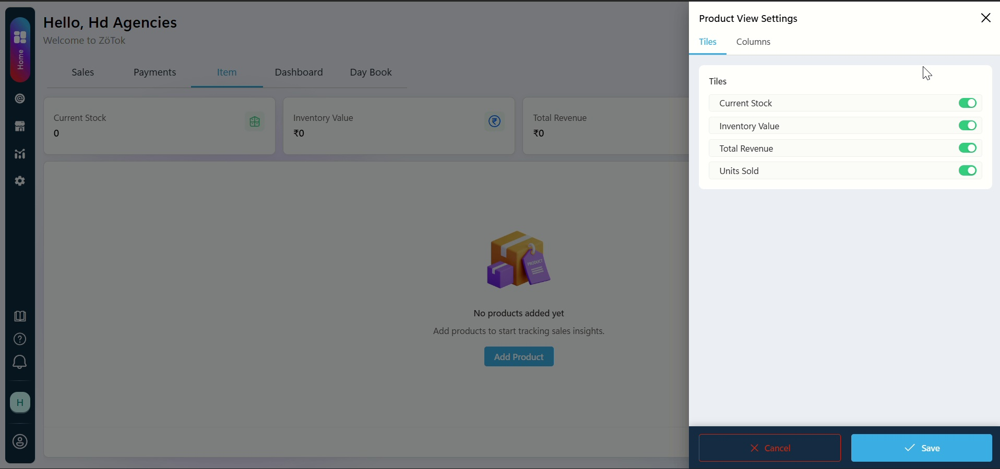 Hello, Hd Agencies
Welcome to ZöTok
Home
Sales
Payments
Item
Dashboard
Day Book
Current Stock
0
Inventory Value
₹0
Total Revenue
₹0
PRODUCT
No products added yet
Add products to start tracking sales insights.
Add Product
H
Product View Settings
Tiles
Columns
Tiles
Current Stock
Inventory Value
Total Revenue
Units Sold
Cancel
Save